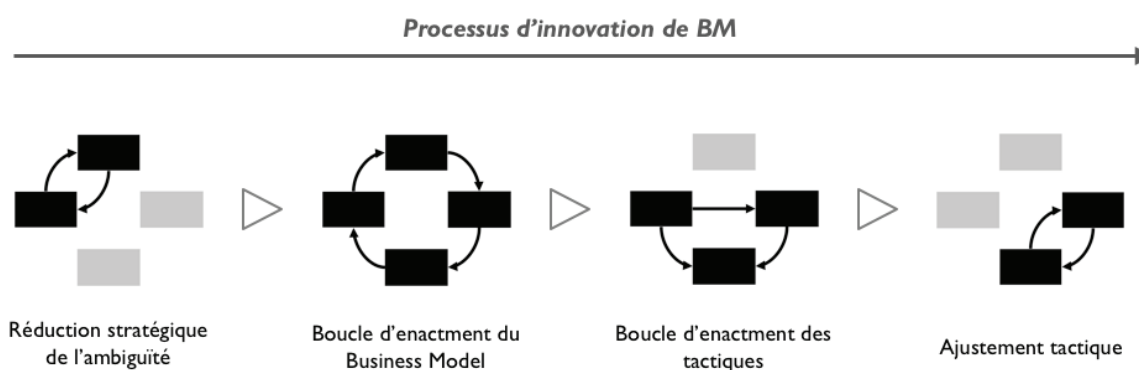 Processus d'innovation de BM
Réduction stratégique
de l'ambiguïté
Boucle d'enactment du
Business Model
Boucle d'enactment des
tactiques
Ajustement tactique